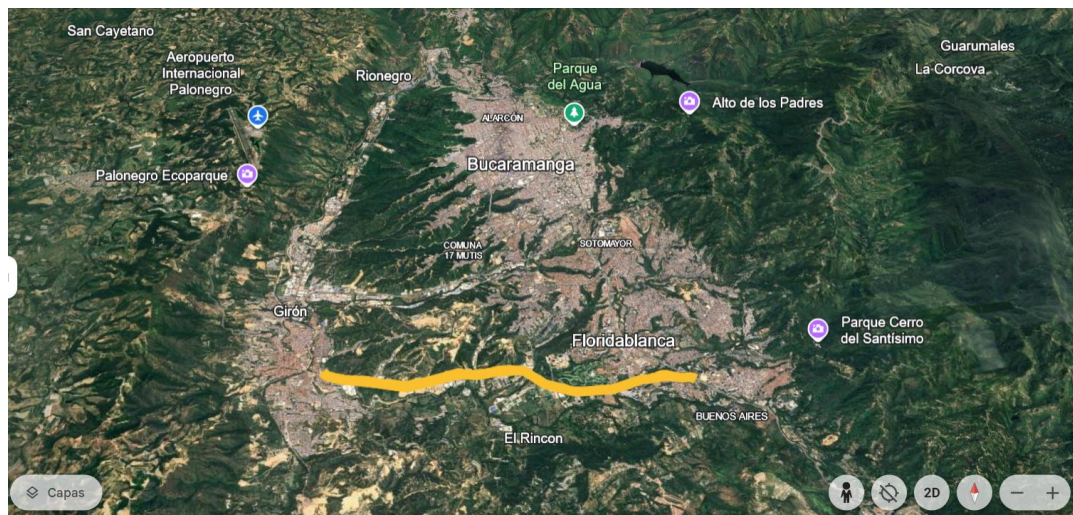 San Cayetano
Aeropuerto
Internacional
Palonegro
Rionegro
Parque
del Agua
Guarumales
La Corcova
Alto de los Padres
ALARCÓN
Bucaramanga
Palonegro Ecoparque
COMUNA
17 MUTIS
SOTOMAYOR
Girón
Floridablanca
Parque Cerro
del Santísimo
BUENOS AIRES
El Rincon
Capas
2D